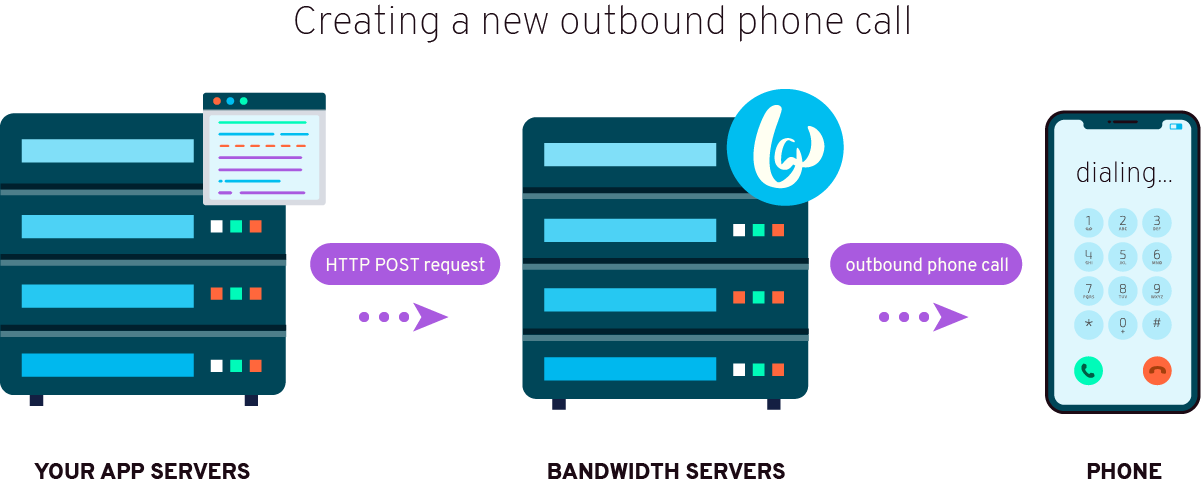 Creating a new outbound phone call
dialing...
1
2
ABC
3
DEF
4
GHI
5
JKL
6
MNO
7
PQRS
8
TUV
9
WXYZ
*
0
+
#
HTTP POST request
outbound phone call
YOUR APP SERVERS
BANDWIDTH SERVERS
PHONE